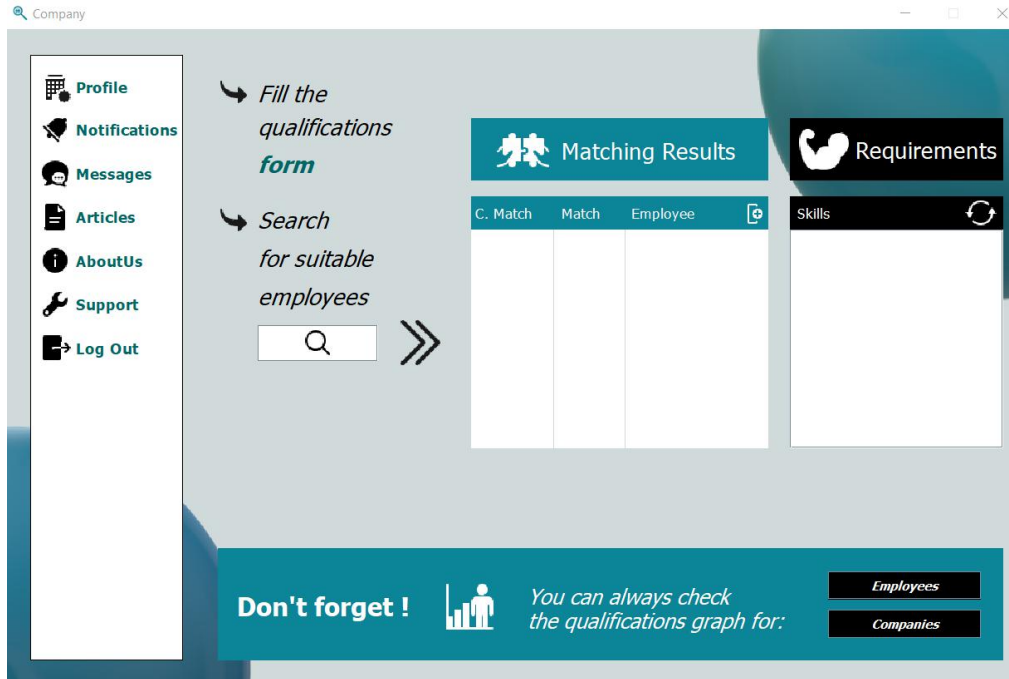 Company
Profile
Notifications
Messages
Articles
AboutUs
Support
Log Out
Fill the
qualifications
form
Search
for suitable
employees
Matching Results
C. Match Match Employee
Requirements
Skills
Don't forget !
You can always check
the qualifications graph for:
Employees
Companies